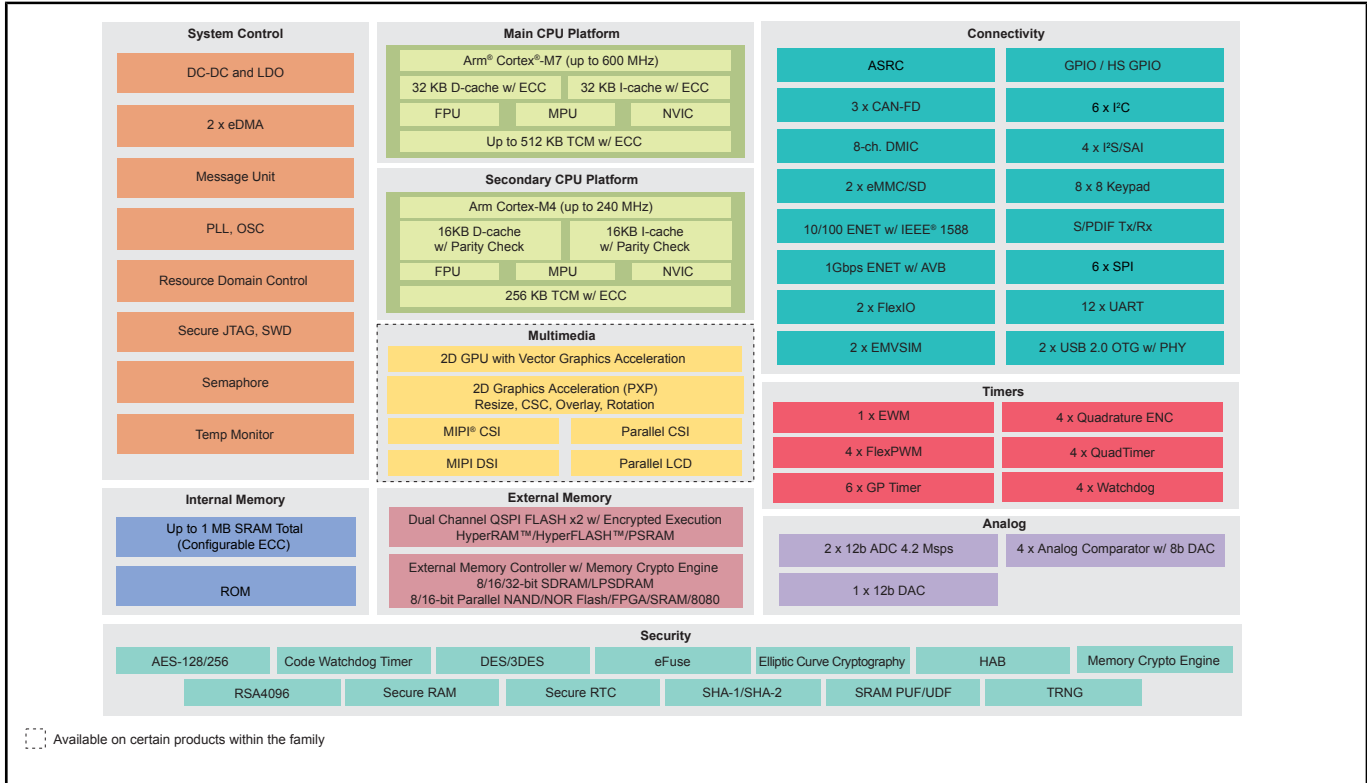 System Control
DC-DC and LDO
2 x eDMA
Message Unit
PLL, OSC
Resource Domain Control
Secure JTAG, SWD
Semaphore
Temp Monitor
Internal Memory
Up to 1 MB SRAM Total
(Configurable ECC)
ROM
Main CPU Platform
Arm® Cortex®-M7 (up to 600 MHz)
32 KB D-cache w/ ECC
32 KB I-cache w/ ECC
FPU
MPU
NVIC
Up to 512 KB TCM w/ ECC
Secondary CPU Platform
Arm Cortex-M4 (up to 240 MHz)
16KB D-cache
w/ Parity Check
16KB I-cache
w/ Parity Check
FPU
MPU
NVIC
256 KB TCM w/ ECC
Multimedia
2D GPU with Vector Graphics Acceleration
2D Graphics Acceleration (PXP)
Resize, CSC, Overlay, Rotation
MIPI® CSI
Parallel CSI
MIPI DSI
Parallel LCD
External Memory
Dual Channel QSPI FLASH x2 w/ Encrypted Execution
HyperRAM™/HyperFLASH™/PSRAM
External Memory Controller w/ Memory Crypto Engine
8/16/32-bit SDRAM/LPSDRAM
8/16-bit Parallel NAND/NOR Flash/FPGA/SRAM/8080
Connectivity
ASRC
GPIO / HS GPIO
3 x CAN-FD
6 x I²C
8-ch. DMIC
4 x I²S/SAI
2 x eMMC/SD
8 x 8 Keypad
10/100 ENET w/ IEEE® 1588
S/PDIF Tx/Rx
1Gbps ENET w/ AVB
6 x SPI
2 x FlexIO
12 x UART
2 x EMVSIM
2 x USB 2.0 OTG w/ PHY
Timers
1 x EWM
4 x Quadrature ENC
4 x FlexPWM
4 x QuadTimer
6 x GP Timer
4 x Watchdog
Analog
2 x 12b ADC 4.2 Msps
4 x Analog Comparator w/ 8b DAC
1 x 12b DAC
Security
AES-128/256
Code Watchdog Timer
DES/3DES
eFuse
Elliptic Curve Cryptography
HAB
Memory Crypto Engine
RSA4096
Secure RAM
Secure RTC
SHA-1/SHA-2
SRAM PUF/UDF
TRNG
Available on certain products within the family